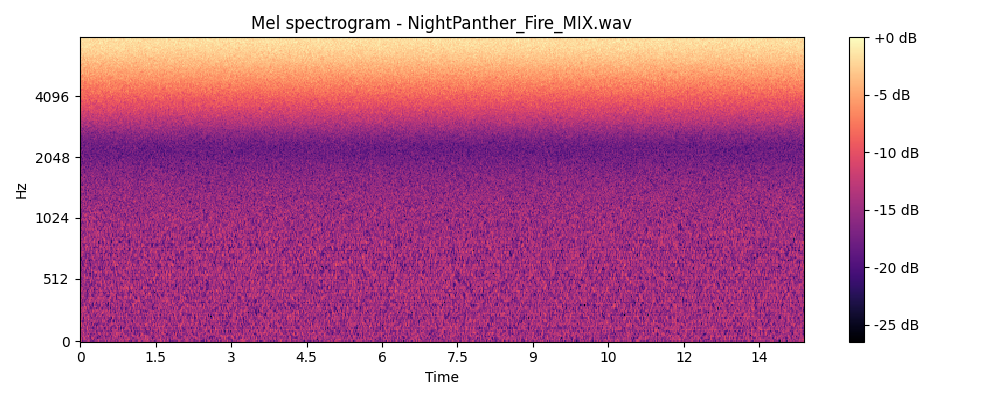 Mel spectrogram - NightPanther_Fire_MIX.wav
+0 dB
4096
-5 dB
-10 dB
2048
Hz
1024
-15 dB
-20 dB
512
-25 dB
0
0 1.5 3 4.5 6 7.5 9 10 12 14
Time